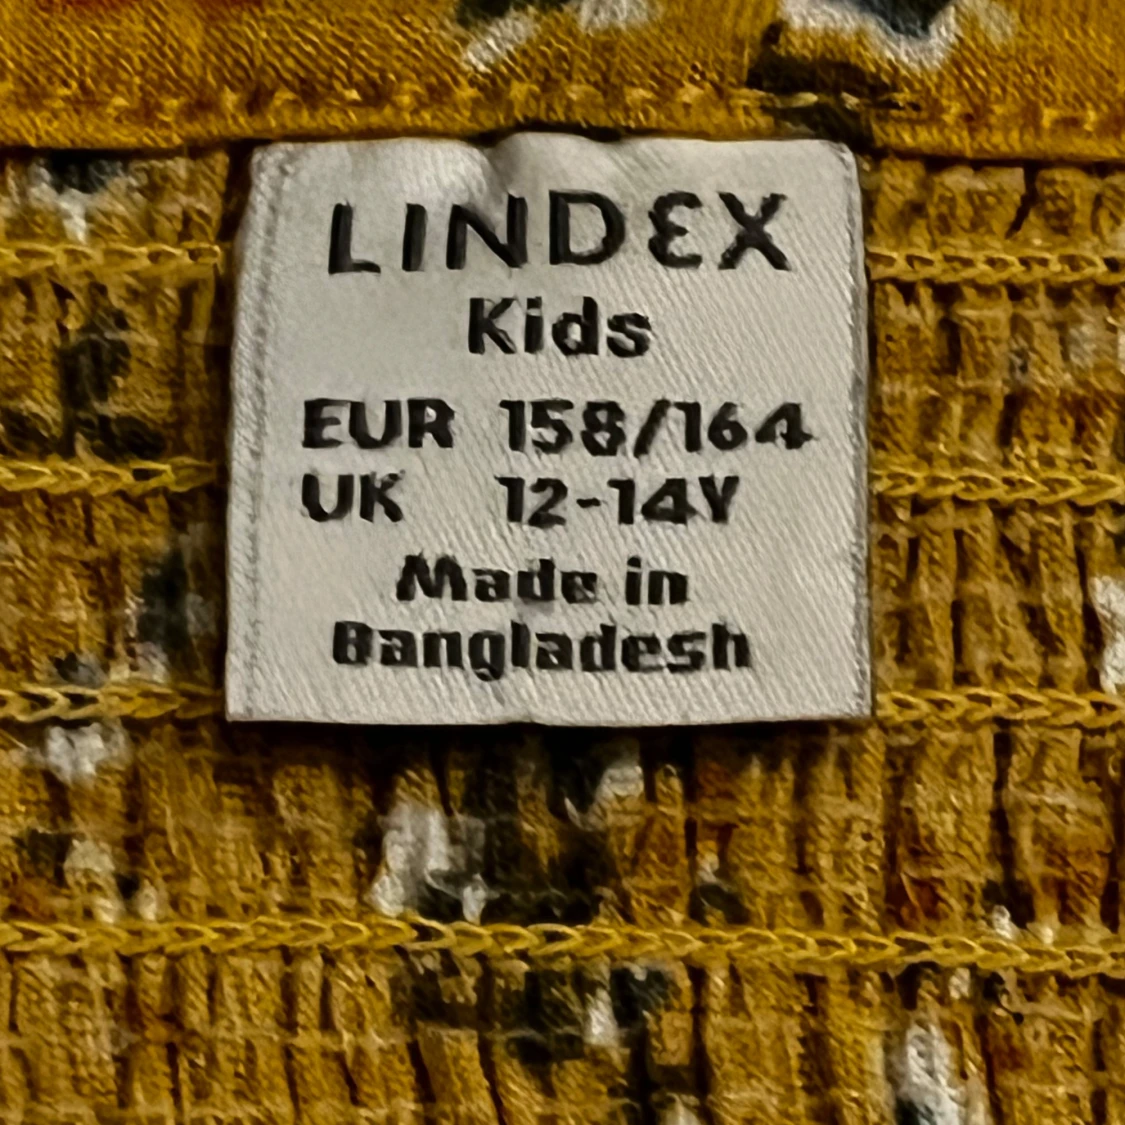 LINDEX
Kids
EUR 158/164
UK 12-14Y
Made in
Bangladesh